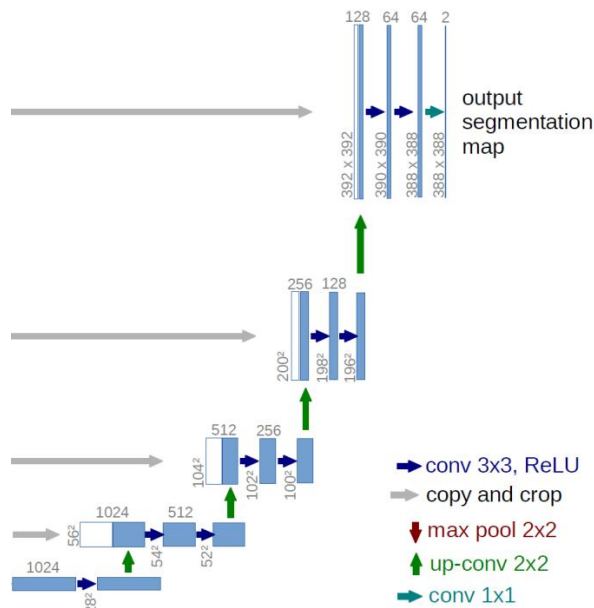 128 64 64 2
392 x 392
390 x 390
388 x 388
388 x 388
output
segmentation
map
256 128
200²
198²
196²
512 256
104²
102²
100²
1024 512
56²
54²
52²
1024
28²
conv 3x3, ReLU
copy and crop
max pool 2x2
up-conv 2x2
conv 1x1